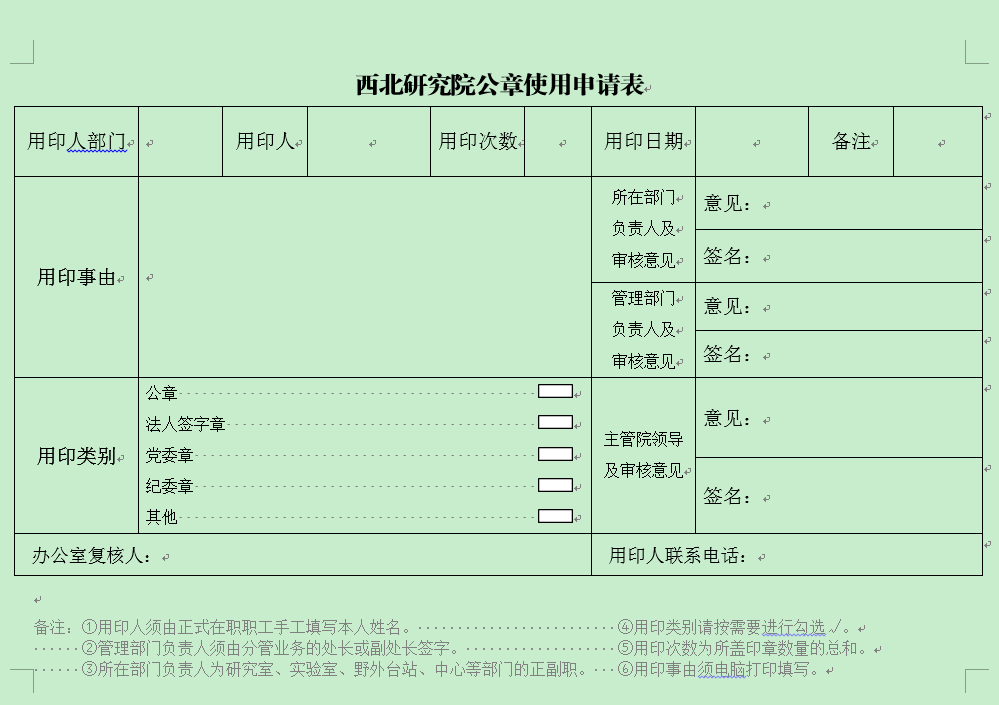 西北研究院公章使用申请表
用印人部门 用印人 用印次数 用印日期 备注
用印事由
所在部门
负责人及
审核意见
意见：
签名：
管理部门
负责人及
审核意见
意见：
签名：
用印类别
公章
法人签字章
党委章
纪委章
其他
主管院领导
及审核意见
意见：
签名：
办公室复核人： 用印人联系电话：
备注：①用印人须由正式在职职工手工填写本人姓名。 ④用印类别请按需要进行勾选√。
②管理部门负责人须由分管业务的处长或副处长签字。 ⑤用印次数为所盖印章数量的总和。
③所在部门负责人为研究室、实验室、野外台站、中心等部门的正副职。 ⑥用印事由须电脑打印填写。